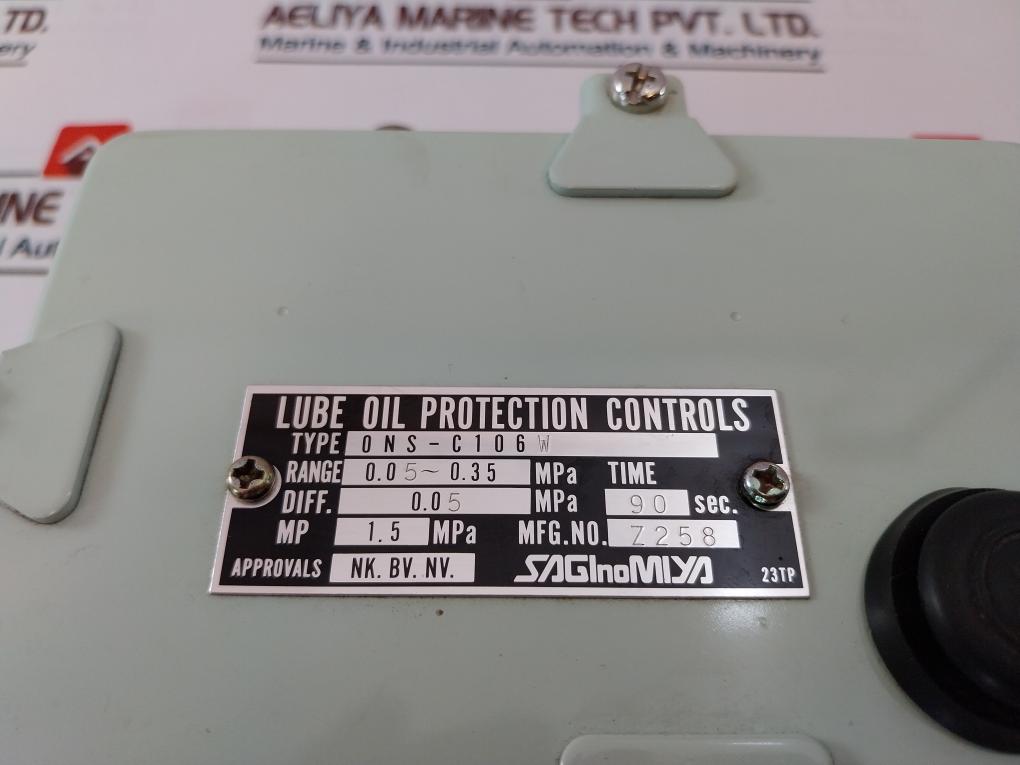 TD.
AELIYA MARINE TECH PVT. LTD.
Marine & Industrial Automation & Machinery
LUBE OIL PROTECTION CONTROLS
TYPE ONS-C106W
RANGE 0.05~0.35 MPa TIME
DIFF. 0.05 MPa 90 sec.
MP 1.5 MPa MFG.NO. Z258
APPROVALS NK. BV. NV. SAGInoMIYA 23TP